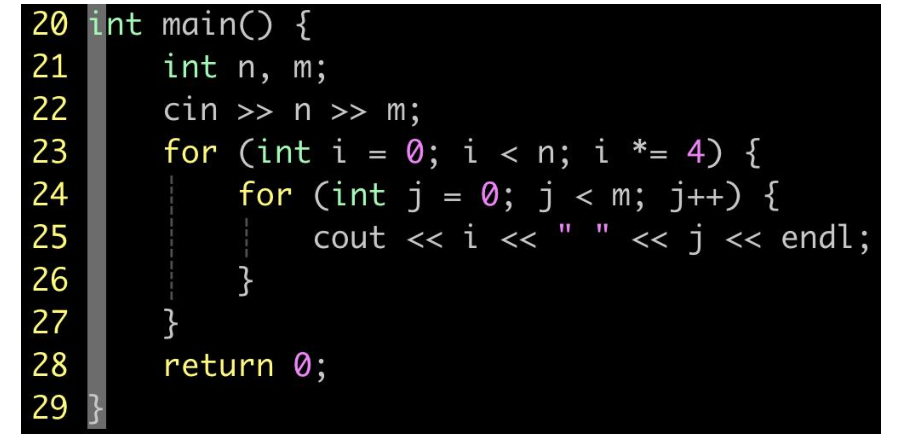 20 int main() {
21     int n, m;
22     cin >> n >> m;
23     for (int i = 0; i < n; i *= 4) {
24         for (int j = 0; j < m; j++) {
25             cout << i << " " << j << endl;
26         }
27     }
28     return 0;
29 }